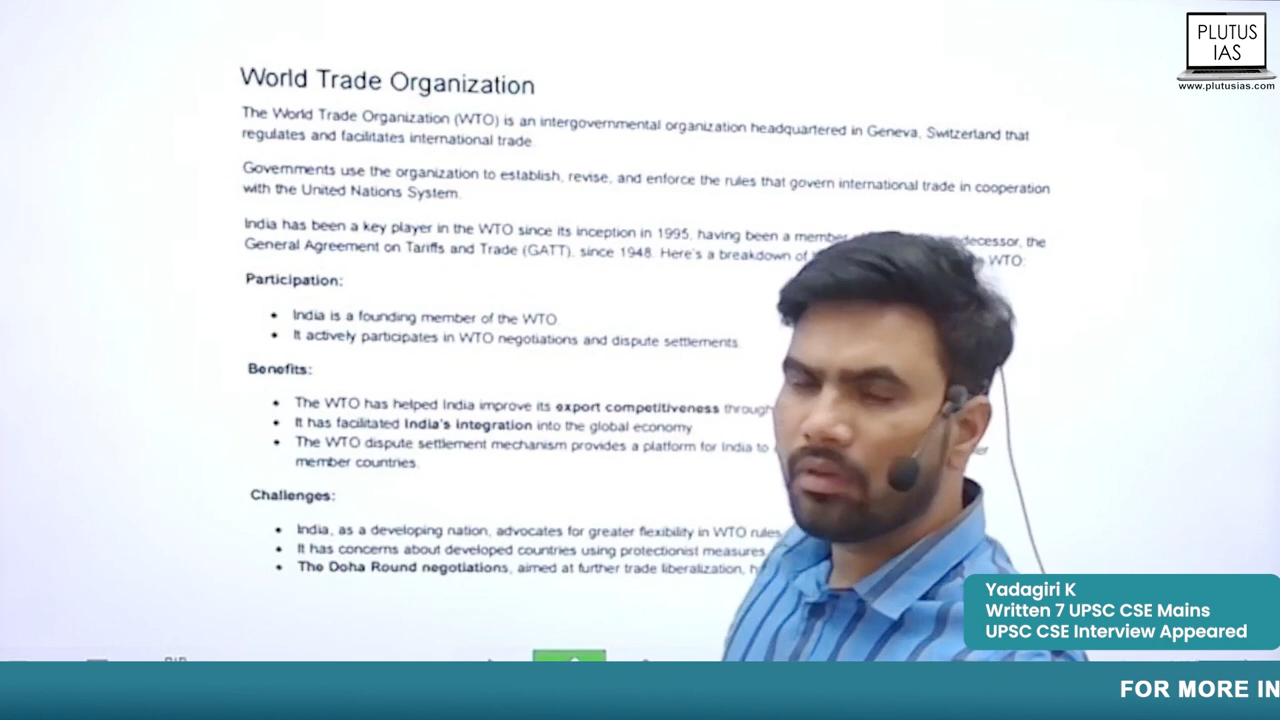 PLUTUS
IAS
www.plutusias.com
World Trade Organization
The World Trade Organization (WTO) is an intergovernmental organization headquartered in Geneva, Switzerland that
regulates and facilitates international trade.
Governments use the organization to establish, revise, and enforce the rules that govern international trade in cooperation
with the United Nations System.
India has been a key player in the WTO since its inception in 1995, having been a member decessor, the
General Agreement on Tariffs and Trade (GATT), since 1948. Here's a breakdown of WTO:
Participation:
• India is a founding member of the WTO.
• It actively participates in WTO negotiations and dispute settlements.
Benefits:
• The WTO has helped India improve its export competitiveness through
• It has facilitated India's integration into the global economy
• The WTO dispute settlement mechanism provides a platform for India to
member countries.
Challenges:
• India, as a developing nation, advocates for greater flexibility in WTO rules
• It has concerns about developed countries using protectionist measures
• The Doha Round negotiations, aimed at further trade liberalization,
Yadagiri K
Written 7 UPSC CSE Mains
UPSC CSE Interview Appeared
FOR MORE IN